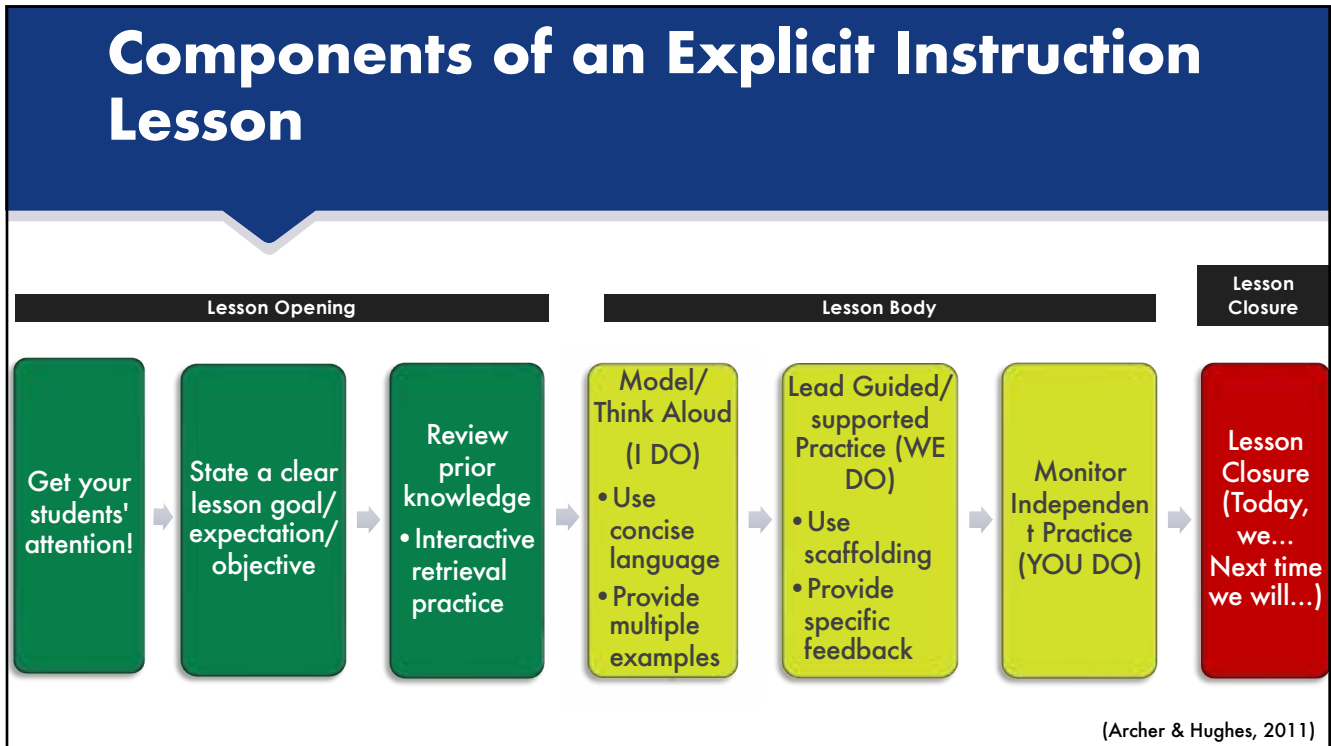 Components of an Explicit Instruction
Lesson
Lesson Opening
Get your
students'
attention!
State a clear
lesson goal/
expectation/
objective
Review
prior
knowledge
• Interactive
retrieval
practice
Lesson Body
Model/
Think Aloud
(I DO)
• Use
concise
language
• Provide
multiple
examples
Lead Guided/
supported
Practice (WE
DO)
• Use
scaffolding
• Provide
specific
feedback
Monitor
Independen
t Practice
(YOU DO)
Lesson
Closure
Lesson
Closure
(Today,
we...
Next time
we will...)
(Archer & Hughes, 2011)